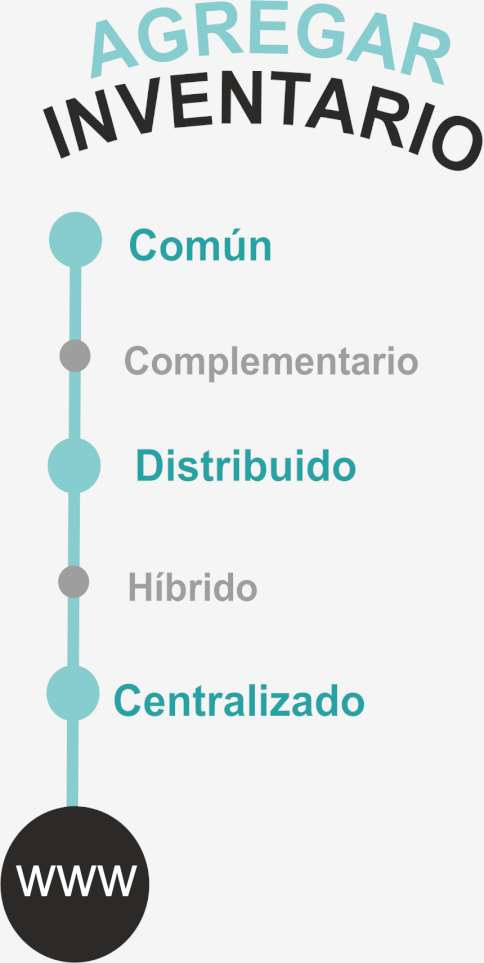 AGREGAR
INVENTARIO
Común
Complementario
Distribuido
Híbrido
Centralizado
WWW